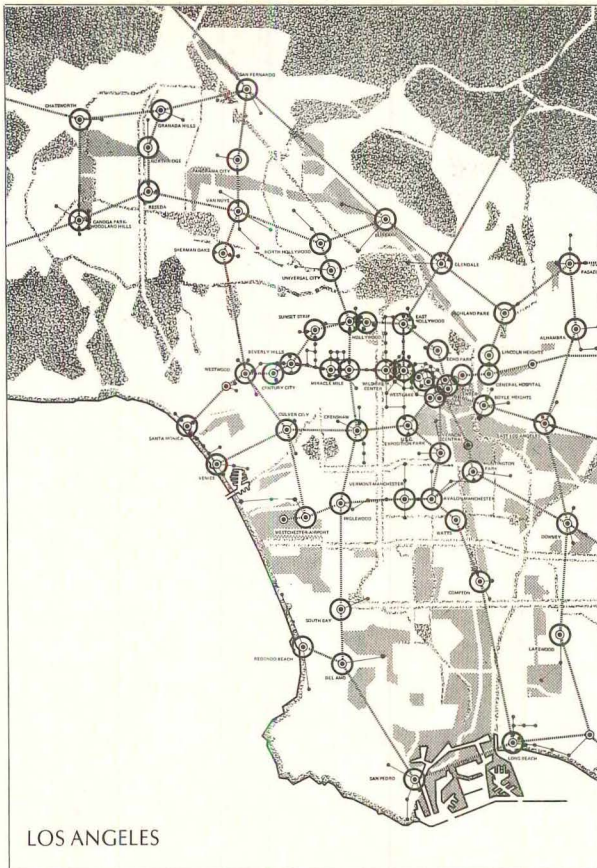 SAN FERNANDO
CHATSWORTH
GRANADA HILLS
NORTHRIDGE
PANORAMA CITY
RESEDA
VAN NUYS
CANOGA PARK-
WOODLAND HILLS
BURBANK
SHERMAN OAKS
NORTH HOLLYWOOD
GLENDALE
UNIVERSAL CITY
HIGHLAND PARK
SUNSET STRIP
HOLLYWOOD
EAST
HOLLYWOOD
ALHAMBRA
BEVERLY HILLS
ECHO PARK
LINCOLN HEIGHTS
WESTWOOD
CENTURY CITY
MIRACLE MILE
WILSHIRE
CENTER
WESTLAKE
GENERAL HOSPITAL
BOYLE HEIGHTS
CULVER CITY
CRENSHAW
SANTA MONICA
U.S.C.
EXPOSITION PARK
CENTRAL
EAST LOS ANGELES
HUNTINGTON
PARK
VENICE
VERMONT-MANCHESTER
AVALON-MANCHESTER
INGLEWOOD
WESTCHESTER-AIRPORT
WATTS
DOWNEY
COMPTON
SOUTH BAY
LAKEWOOD
REDONDO BEACH
DEL AMO
LONG BEACH
SAN PEDRO
LOS ANGELES